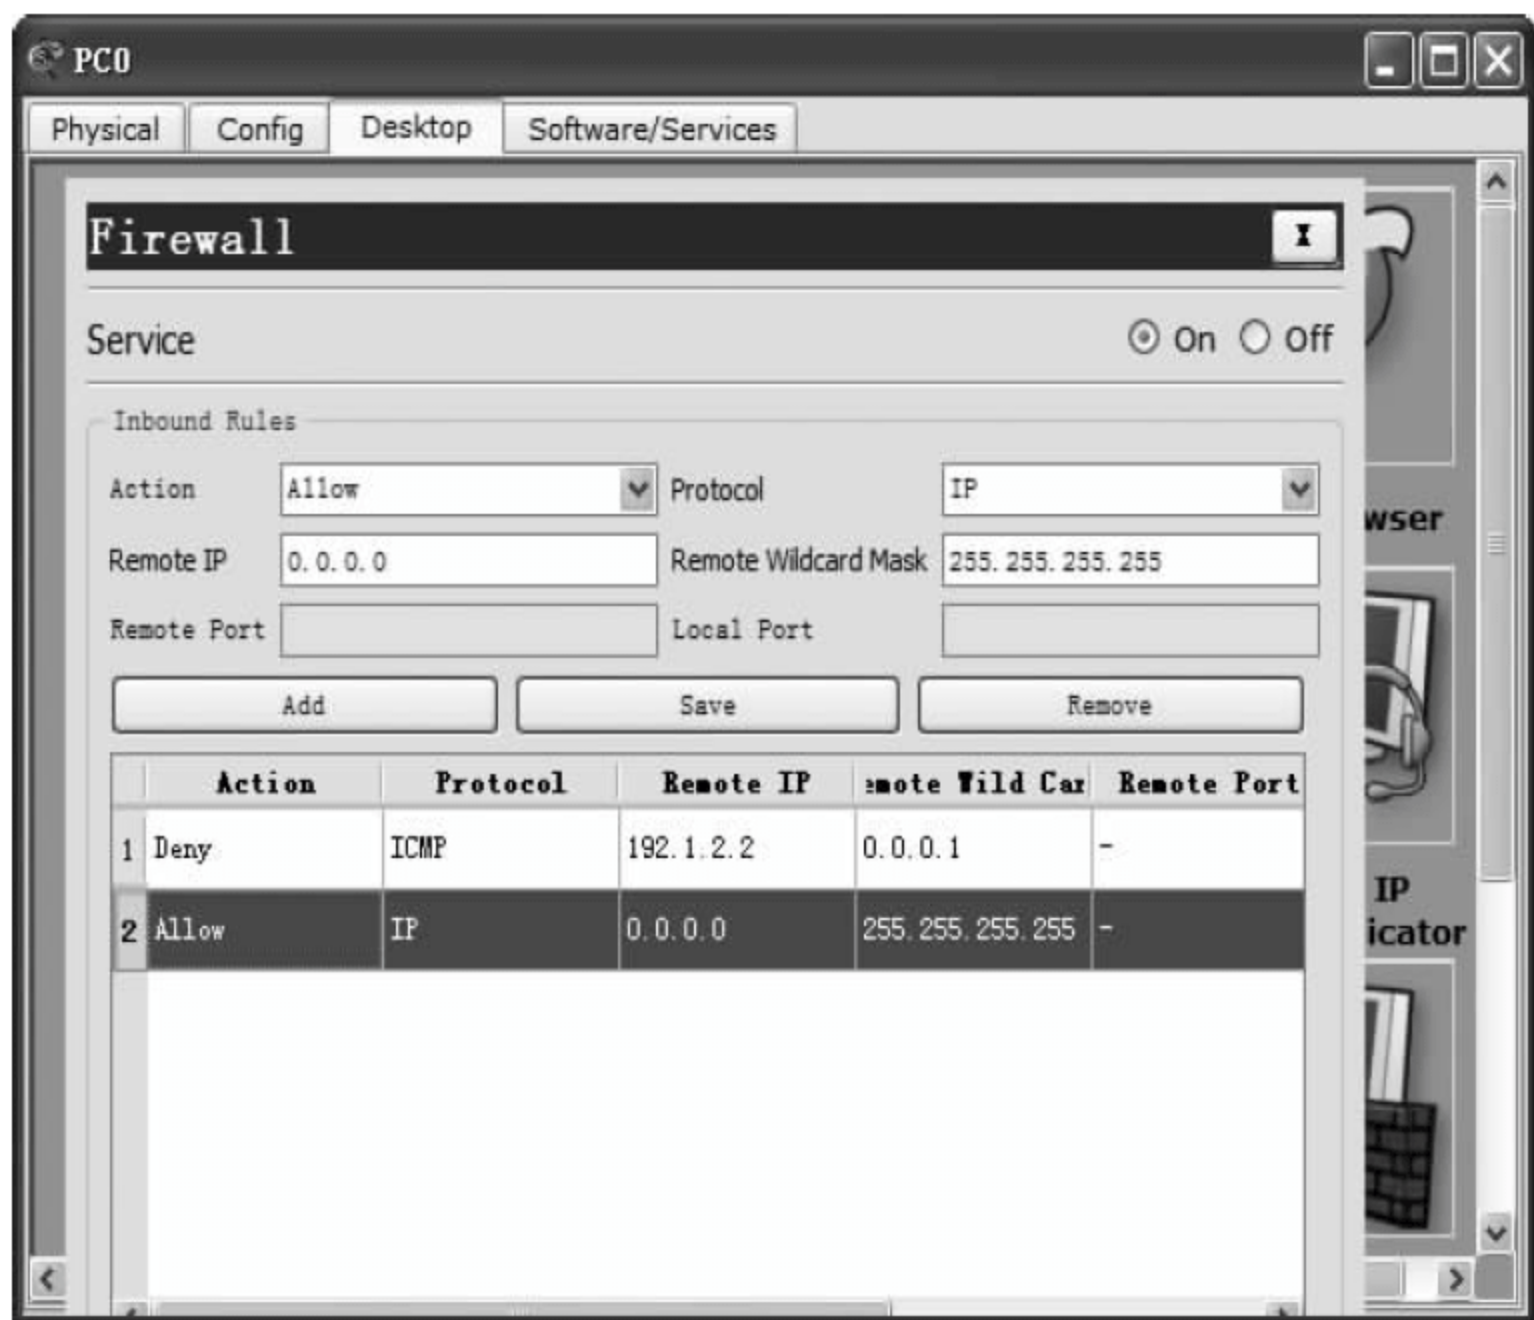 PC0
Physical Config Desktop Software/Services
Firewall X
Service On Off
Inbound Rules
Action Allow Protocol IP
wser
Remote IP 0.0.0.0 Remote Wildcard Mask 255.255.255.255
Remote Port Local Port
Add Save Remove
Action Protocol Remote IP emote Wild Car Remote Port
1 Deny ICMP 192.1.2.2 0.0.0.1 -
IP
2 Allow IP 0.0.0.0 255.255.255.255 -
icator